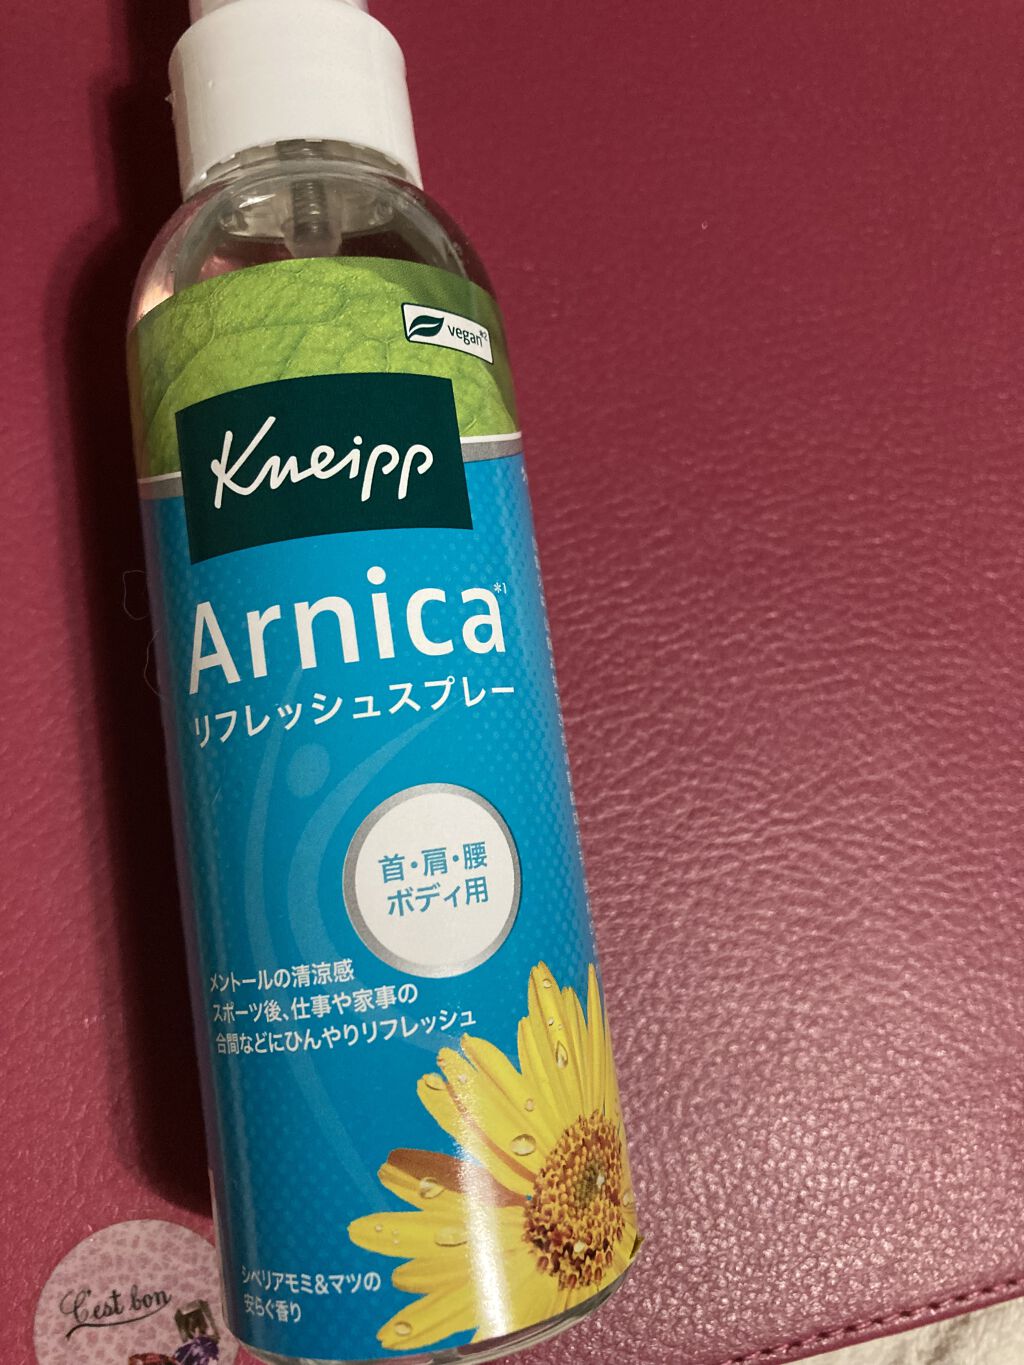 vegan*2
Kneipp
Arnica*1
リフレッシュスプレー
首・肩・腰
ボディ用
メントールの清涼感
スポーツ後、仕事や家事の
合間などにひんやりリフレッシュ
シベリアモミ&マツの
安らぐ香り
C'est bon